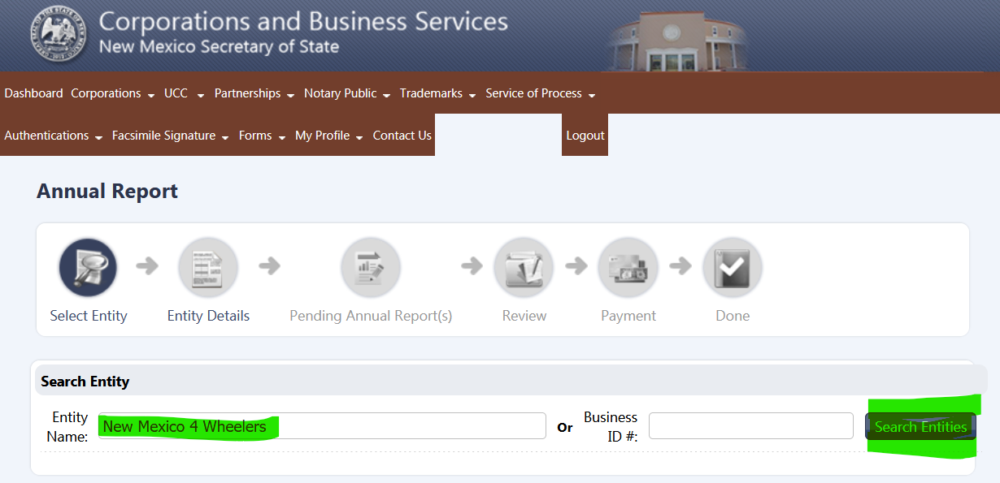 Corporations and Business Services
New Mexico Secretary of State
Dashboard Corporations UCC Partnerships Notary Public Trademarks Service of Process
Authentications Facsimile Signature Forms My Profile Contact Us Logout
Annual Report
Select Entity Entity Details Pending Annual Report(s) Review Payment Done
Search Entity
Entity Name: New Mexico 4 Wheelers Or Business ID #: Search Entities